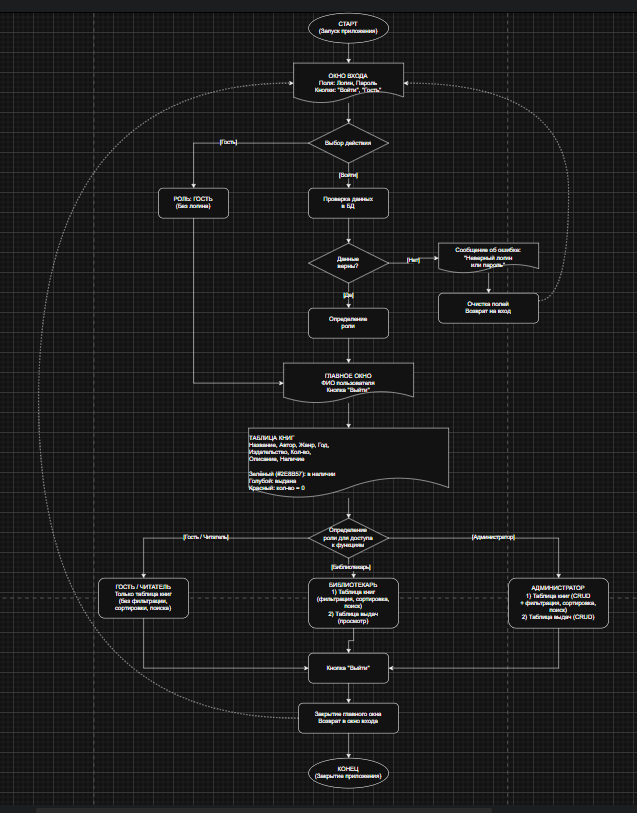 СТАРТ
(Запуск приложения)
ОКНО ВХОДА
Поля: Логин, Пароль
Кнопки: "Войти", "Гость"
Выбор действия
[Гость]
[Войти]
РОЛЬ: ГОСТЬ
(Без логина)
Проверка данных
в БД
Данные
верны?
[Нет]
Сообщение об ошибке:
"Неверный логин
или пароль"
[Да]
Очистка полей
Возврат на вход
Определение
роли
ГЛАВНОЕ ОКНО
ФИО пользователя
Кнопка "Выйти"
ТАБЛИЦА КНИГ
Название, Автор, Жанр, Год,
Издательство, Кол-во,
Описание, Наличие
Зелёный (#2E8B57): в наличии
Голубой: выдана
Красный: кол-во = 0
Определение
роли для доступа
к функциям
[Гость / Читатель]
[Администратор]
[Библиотекарь]
ГОСТЬ / ЧИТАТЕЛЬ
Только таблица книг
(без фильтрации,
сортировки, поиска)
БИБЛИОТЕКАРЬ
1) Таблица книг
(фильтрация, сортировка,
поиск)
2) Таблица выдач
(просмотр)
АДМИНИСТРАТОР
1) Таблица книг (CRUD
+ фильтрация, сортировка,
поиск)
2) Таблица выдач (CRUD)
Кнопка "Выйти"
Закрытие главного окна
Возврат в окно входа
КОНЕЦ
(Закрытие приложения)